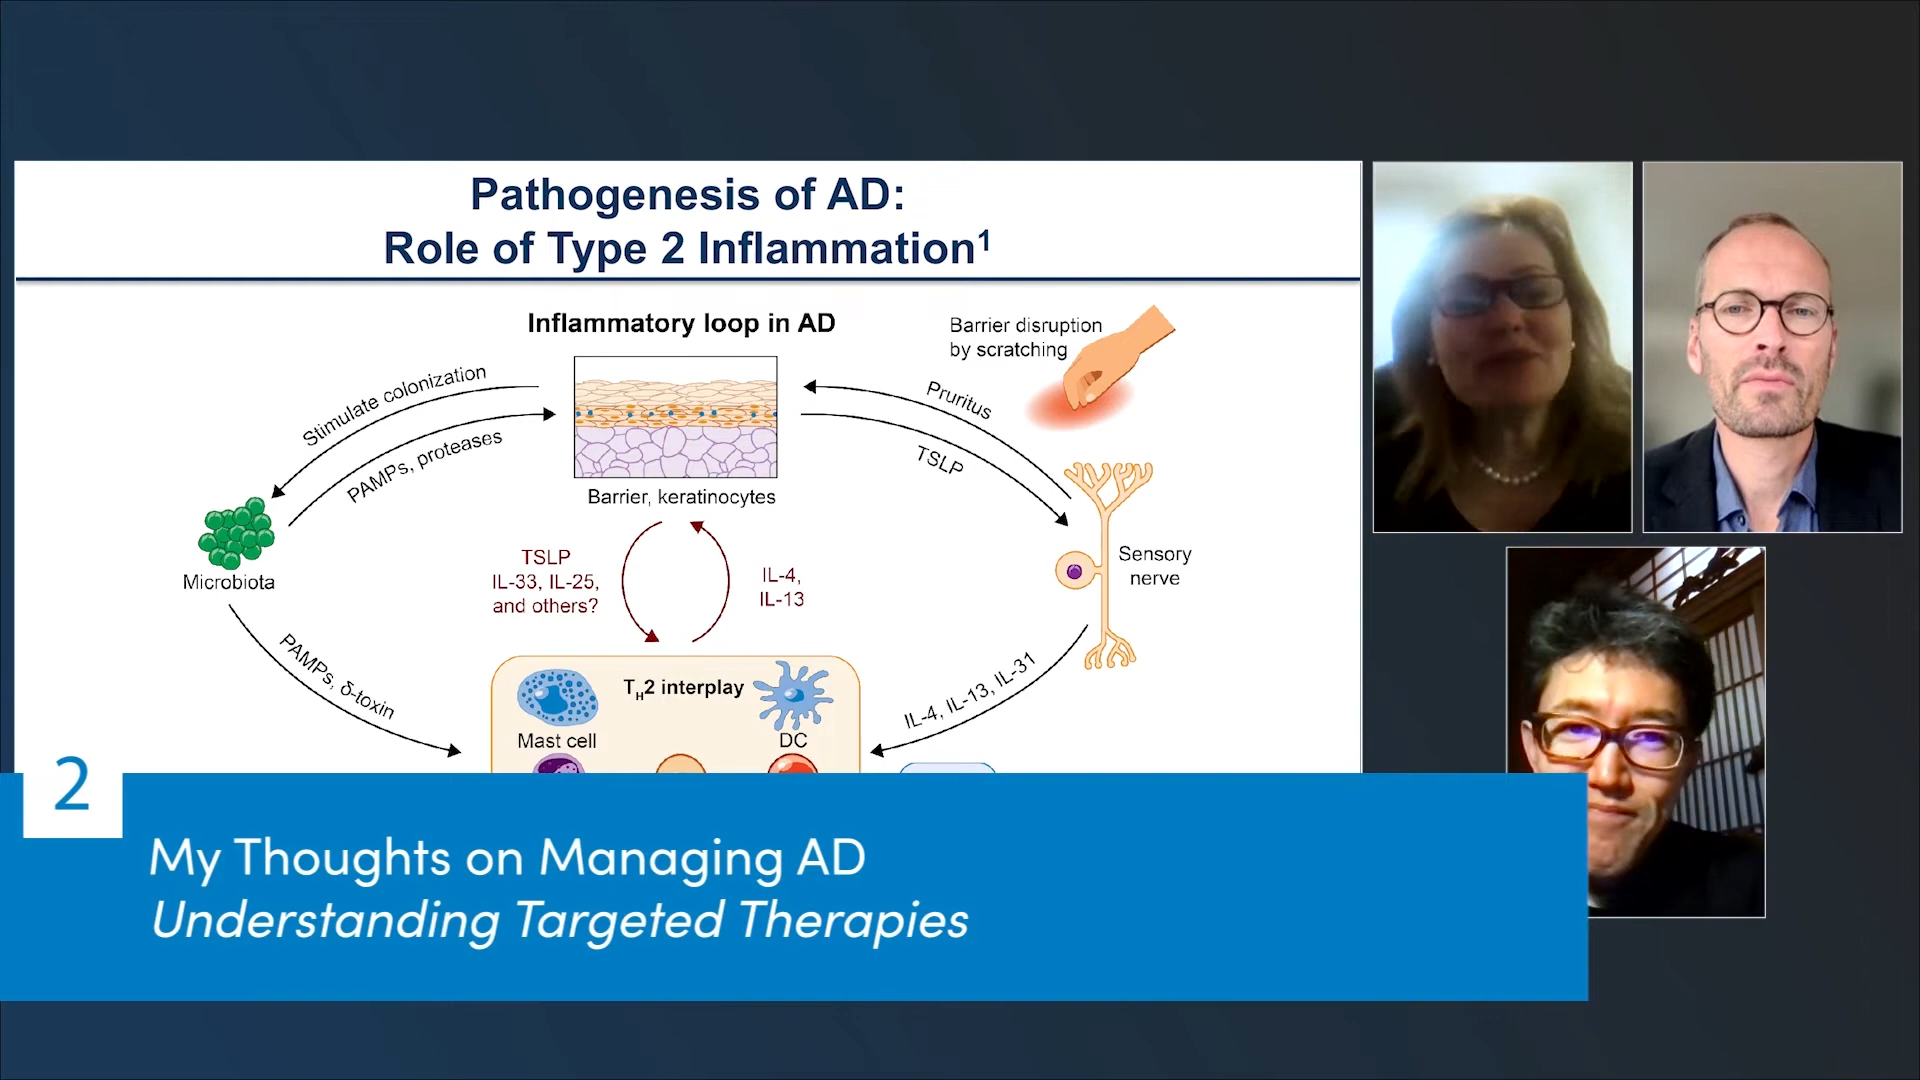 Pathogenesis of AD:
Role of Type 2 Inflammation¹
Inflammatory loop in AD
Barrier disruption
by scratching
Stimulate colonization
PAMPs, proteases
Pruritus
TSLP
Barrier, keratinocytes
Microbiota
TSLP
IL-33, IL-25,
and others?
IL-4,
IL-13
Sensory
nerve
PAMPs, δ-toxin
IL-4, IL-13, IL-31
TH2 interplay
Mast cell
DC
2
My Thoughts on Managing AD
Understanding Targeted Therapies